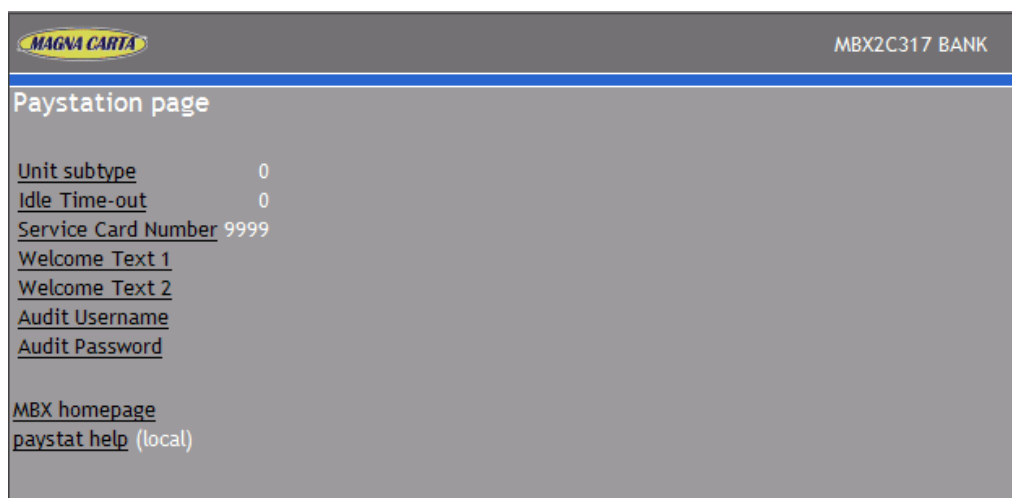 MAGNA CARTA
MBX2C317 BANK
Paystation page
Unit subtype 0
Idle Time-out 0
Service Card Number 9999
Welcome Text 1
Welcome Text 2
Audit Username
Audit Password
MBX homepage
paystat help (local)